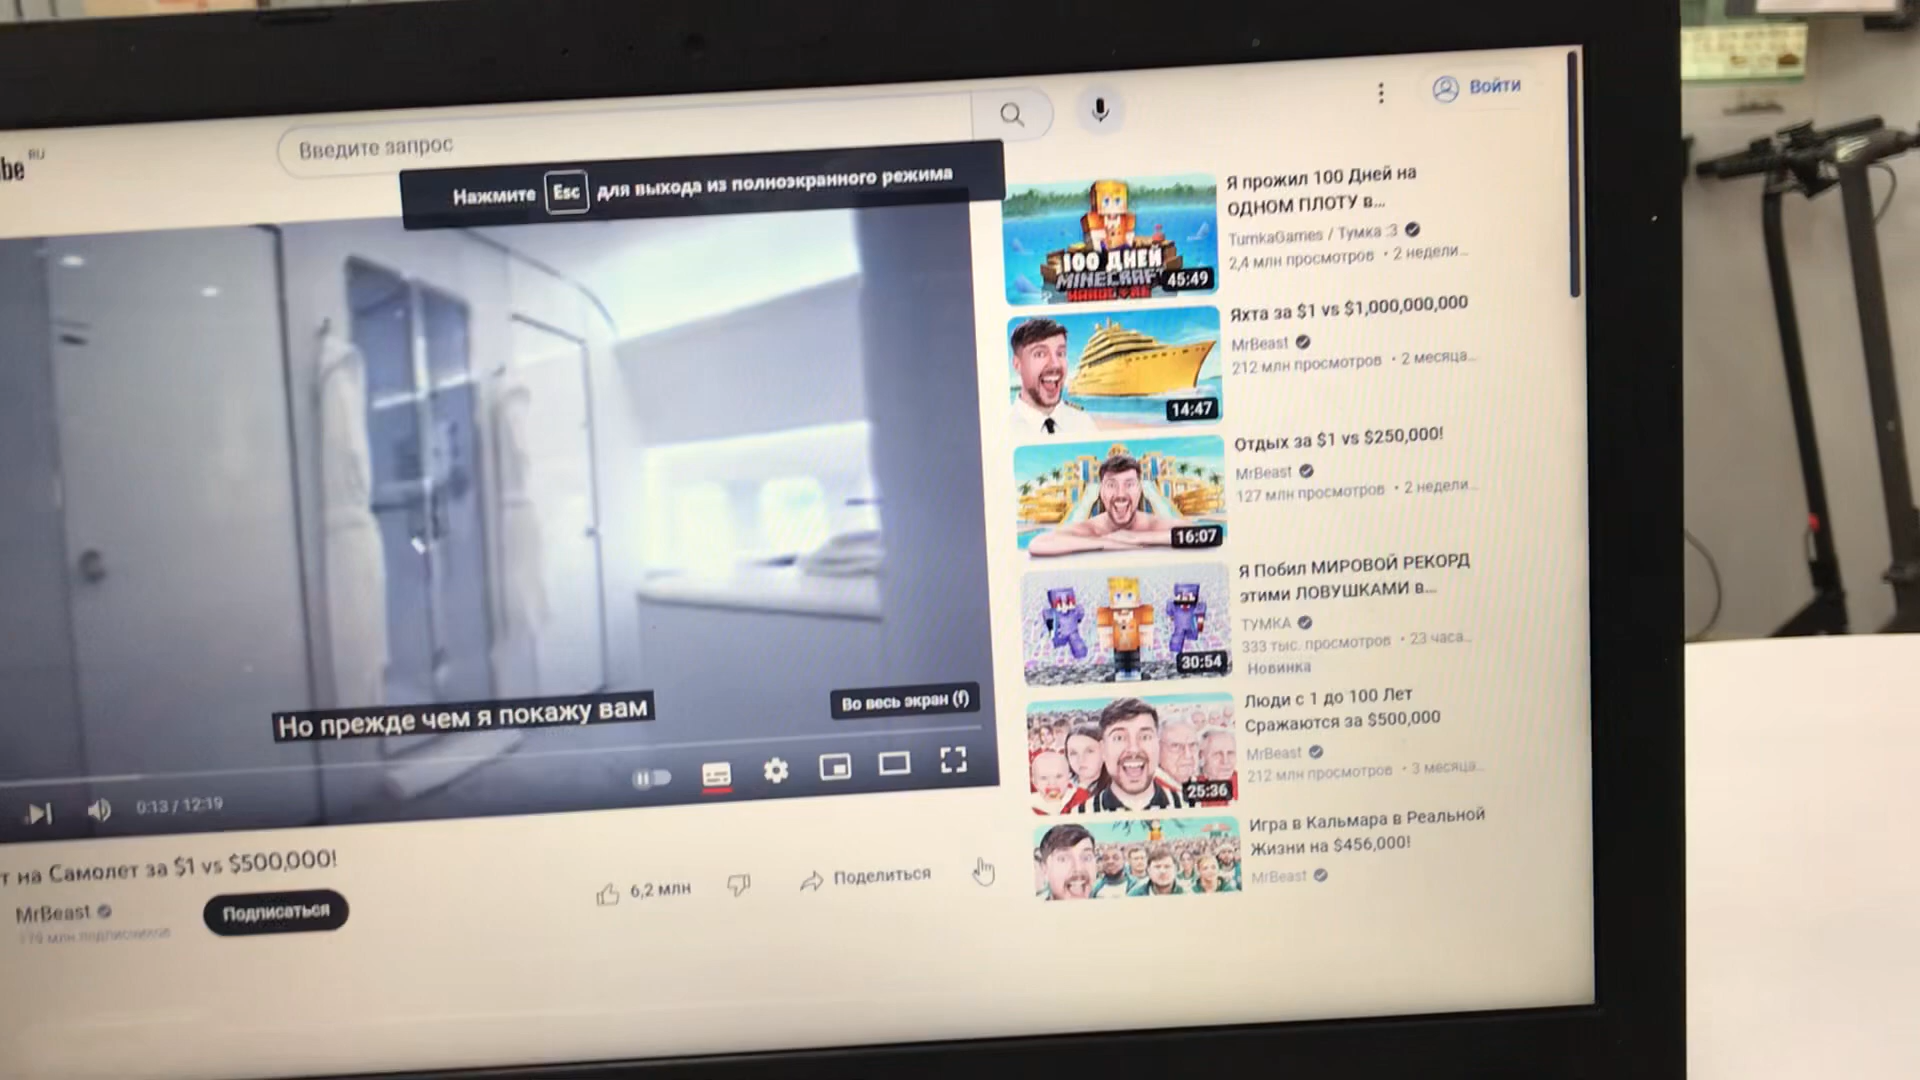 be RU
Введите запрос
Войти
Нажмите Esc для выхода из полноэкранного режима
Но прежде чем я покажу вам
Во весь экран (f)
0:13 / 12:19
т на Самолет за $1 vs $500,000!
MrBeast
млн подписчиков
Подписаться
6,2 млн
Поделиться
100 ДНЕЙ
MINECRAFT
45:49
Я прожил 100 Дней на
ОДНОМ ПЛОТУ в...
TumkaGames / Тумка :3
2,4 млн просмотров • 2 недели...
14:47
Яхта за $1 vs $1,000,000,000
MrBeast
212 млн просмотров • 2 месяца...
16:07
Отдых за $1 vs $250,000!
MrBeast
127 млн просмотров • 2 недели...
30:54
Я Побил МИРОВОЙ РЕКОРД
этими ЛОВУШКАМИ в...
ТУМКА
333 тыс. просмотров • 23 часа...
Новинка
25:36
Люди с 1 до 100 Лет
Сражаются за $500,000
MrBeast
212 млн просмотров • 3 месяца...
Игра в Кальмара в Реальной
Жизни на $456,000!
MrBeast